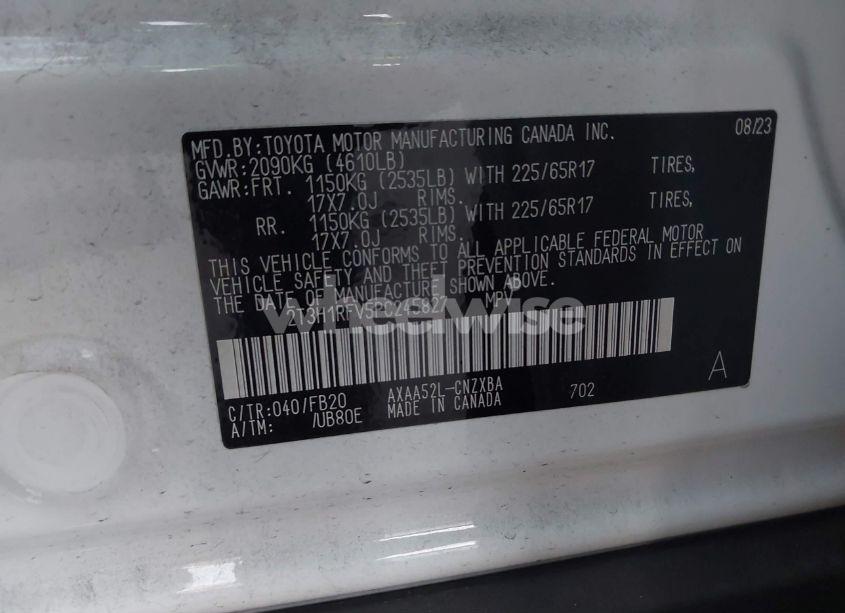 MFD.BY:TOYOTA MOTOR MANUFACTURING CANADA INC. 08/23
GVWR:2090KG (4610LB)
GAWR:FRT. 1150KG (2535LB) WITH 225/65R17 TIRES,
17X7.0J RIMS.
RR. 1150KG (2535LB) WITH 225/65R17 TIRES,
17X7.0J RIMS.
THIS VEHICLE CONFORMS TO ALL APPLICABLE FEDERAL MOTOR
VEHICLE SAFETY AND THEFT PREVENTION STANDARDS IN EFFECT ON
THE DATE OF MANUFACTURE SHOWN ABOVE.
MPV
wheelwise
A
C/TR:040/FB20 AXAA52L-CNZXBA 702
A/TM: /UB80E MADE IN CANADA